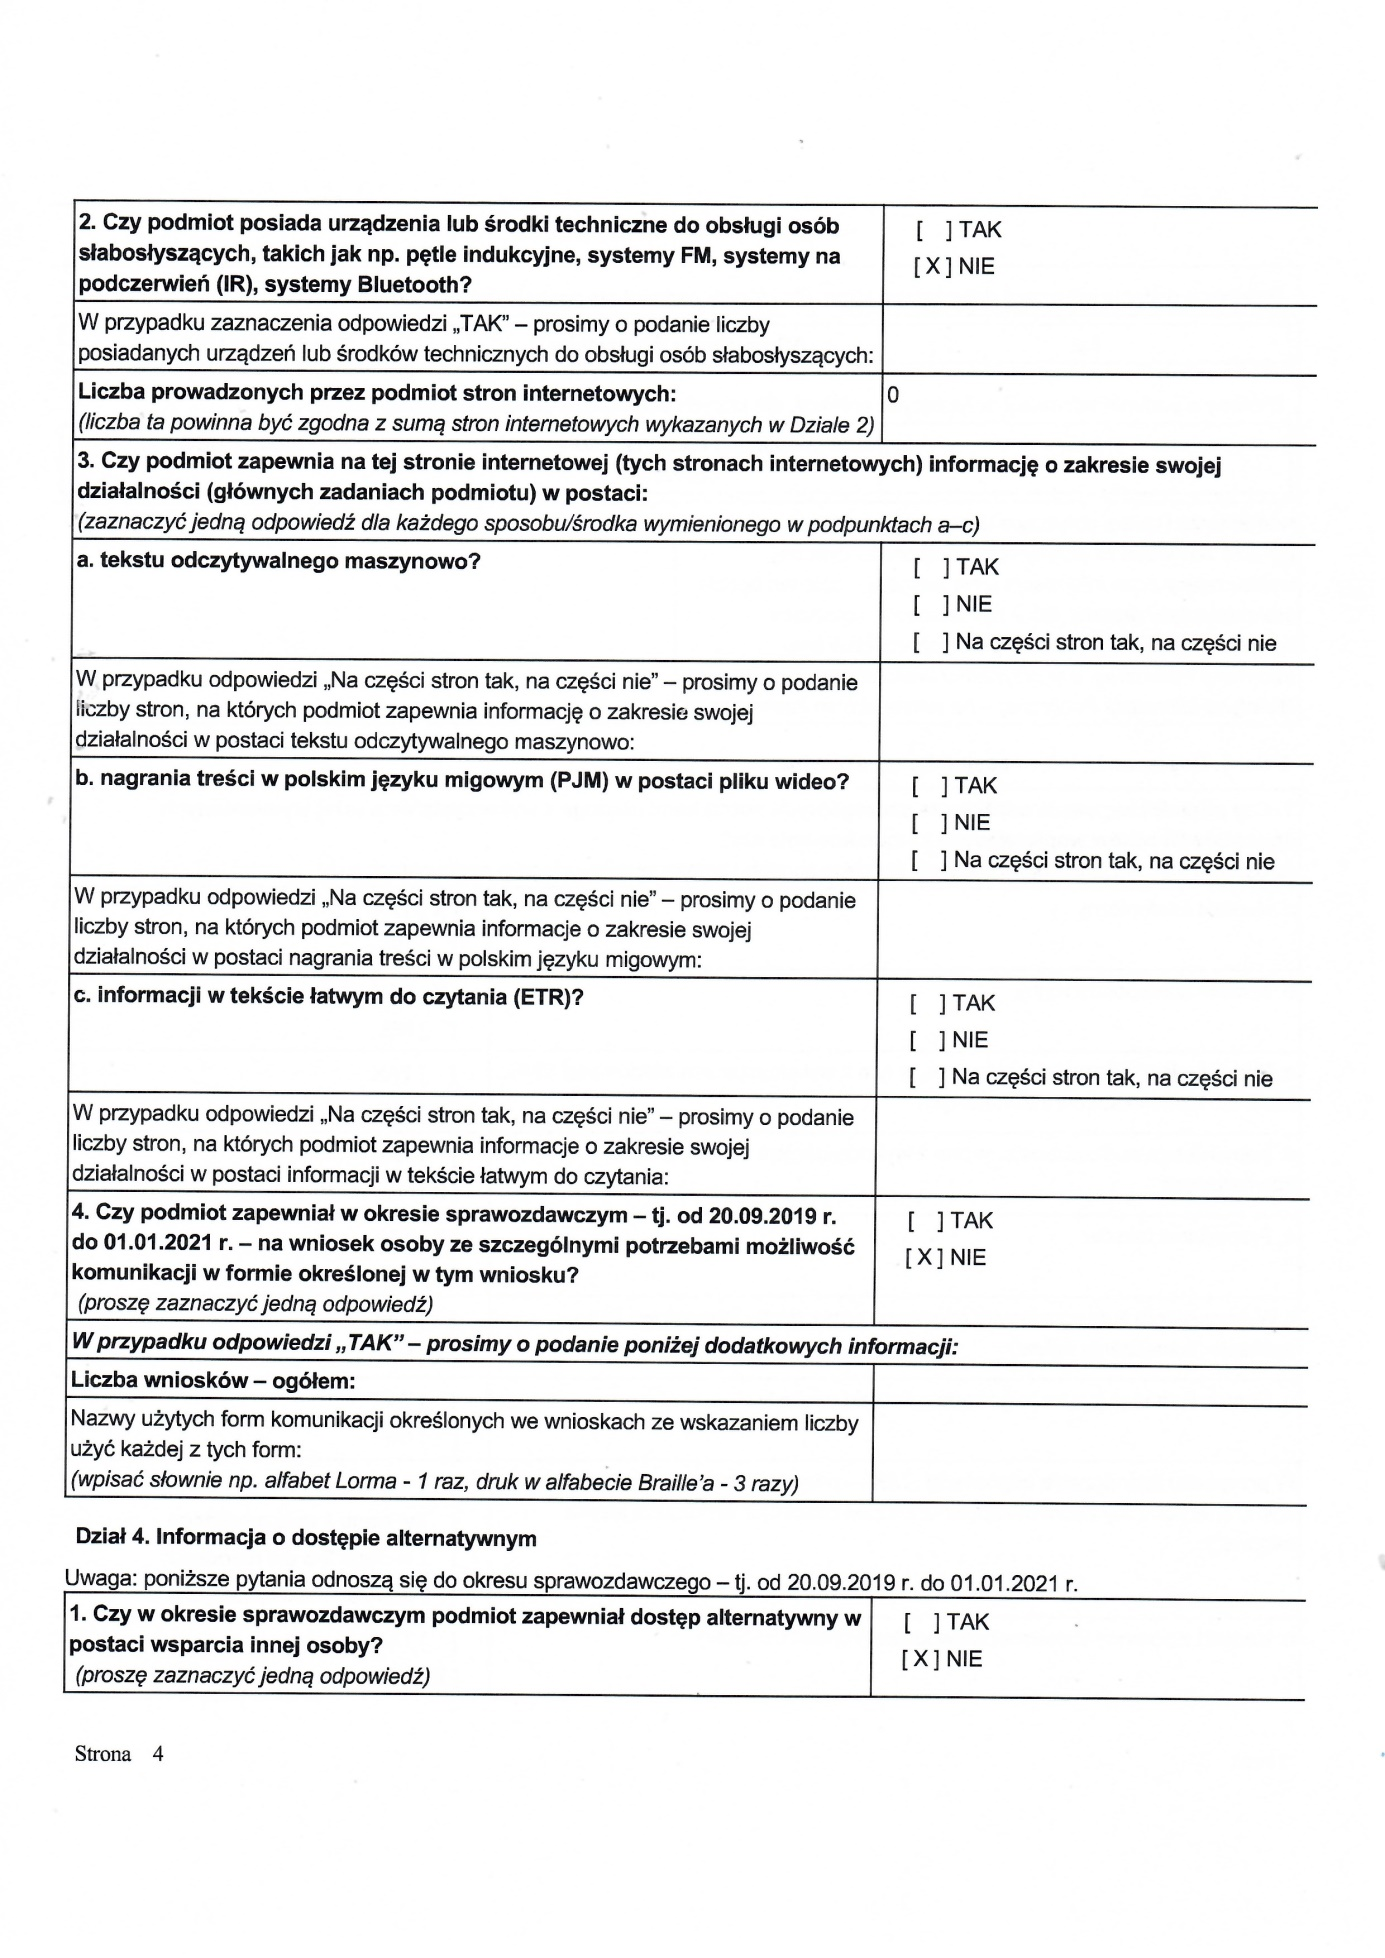 2. Czy podmiot posiada urządzenia lub środki techniczne do obsługi osób
słabosłyszących, takich jak np. pętle indukcyjne, systemy FM, systemy na
podczerwień (IR), systemy Bluetooth?
[ ] TAK
[ X ] NIE
W przypadku zaznaczenia odpowiedzi „TAK” – prosimy o podanie liczby
posiadanych urządzeń lub środków technicznych do obsługi osób słabosłyszących:
Liczba prowadzonych przez podmiot stron internetowych:
(liczba ta powinna być zgodna z sumą stron internetowych wykazanych w Dziale 2)
0
3. Czy podmiot zapewnia na tej stronie internetowej (tych stronach internetowych) informację o zakresie swojej
działalności (głównych zadaniach podmiotu) w postaci:
(zaznaczyć jedną odpowiedź dla każdego sposobu/środka wymienionego w podpunktach a–c)
a. tekstu odczytywalnego maszynowo?
[ ] TAK
[ ] NIE
[ ] Na części stron tak, na części nie
W przypadku odpowiedzi „Na części stron tak, na części nie” – prosimy o podanie
liczby stron, na których podmiot zapewnia informację o zakresie swojej
działalności w postaci tekstu odczytywalnego maszynowo:
b. nagrania treści w polskim języku migowym (PJM) w postaci pliku wideo?
[ ] TAK
[ ] NIE
[ ] Na części stron tak, na części nie
W przypadku odpowiedzi „Na części stron tak, na części nie” – prosimy o podanie
liczby stron, na których podmiot zapewnia informacje o zakresie swojej
działalności w postaci nagrania treści w polskim języku migowym:
c. informacji w tekście łatwym do czytania (ETR)?
[ ] TAK
[ ] NIE
[ ] Na części stron tak, na części nie
W przypadku odpowiedzi „Na części stron tak, na części nie” – prosimy o podanie
liczby stron, na których podmiot zapewnia informacje o zakresie swojej
działalności w postaci informacji w tekście łatwym do czytania:
4. Czy podmiot zapewniał w okresie sprawozdawczym – tj. od 20.09.2019 r.
do 01.01.2021 r. – na wniosek osoby ze szczególnymi potrzebami możliwość
komunikacji w formie określonej w tym wniosku?
(proszę zaznaczyć jedną odpowiedź)
[ ] TAK
[ X ] NIE
W przypadku odpowiedzi „TAK” – prosimy o podanie poniżej dodatkowych informacji:
Liczba wniosków – ogółem:
Nazwy użytych form komunikacji określonych we wnioskach ze wskazaniem liczby
użyć każdej z tych form:
(wpisać słownie np. alfabet Lorma - 1 raz, druk w alfabecie Braille’a - 3 razy)
Dział 4. Informacja o dostępie alternatywnym
Uwaga: poniższe pytania odnoszą się do okresu sprawozdawczego – tj. od 20.09.2019 r. do 01.01.2021 r.
1. Czy w okresie sprawozdawczym podmiot zapewniał dostęp alternatywny w
postaci wsparcia innej osoby?
(proszę zaznaczyć jedną odpowiedź)
[ ] TAK
[ X ] NIE
Strona 4